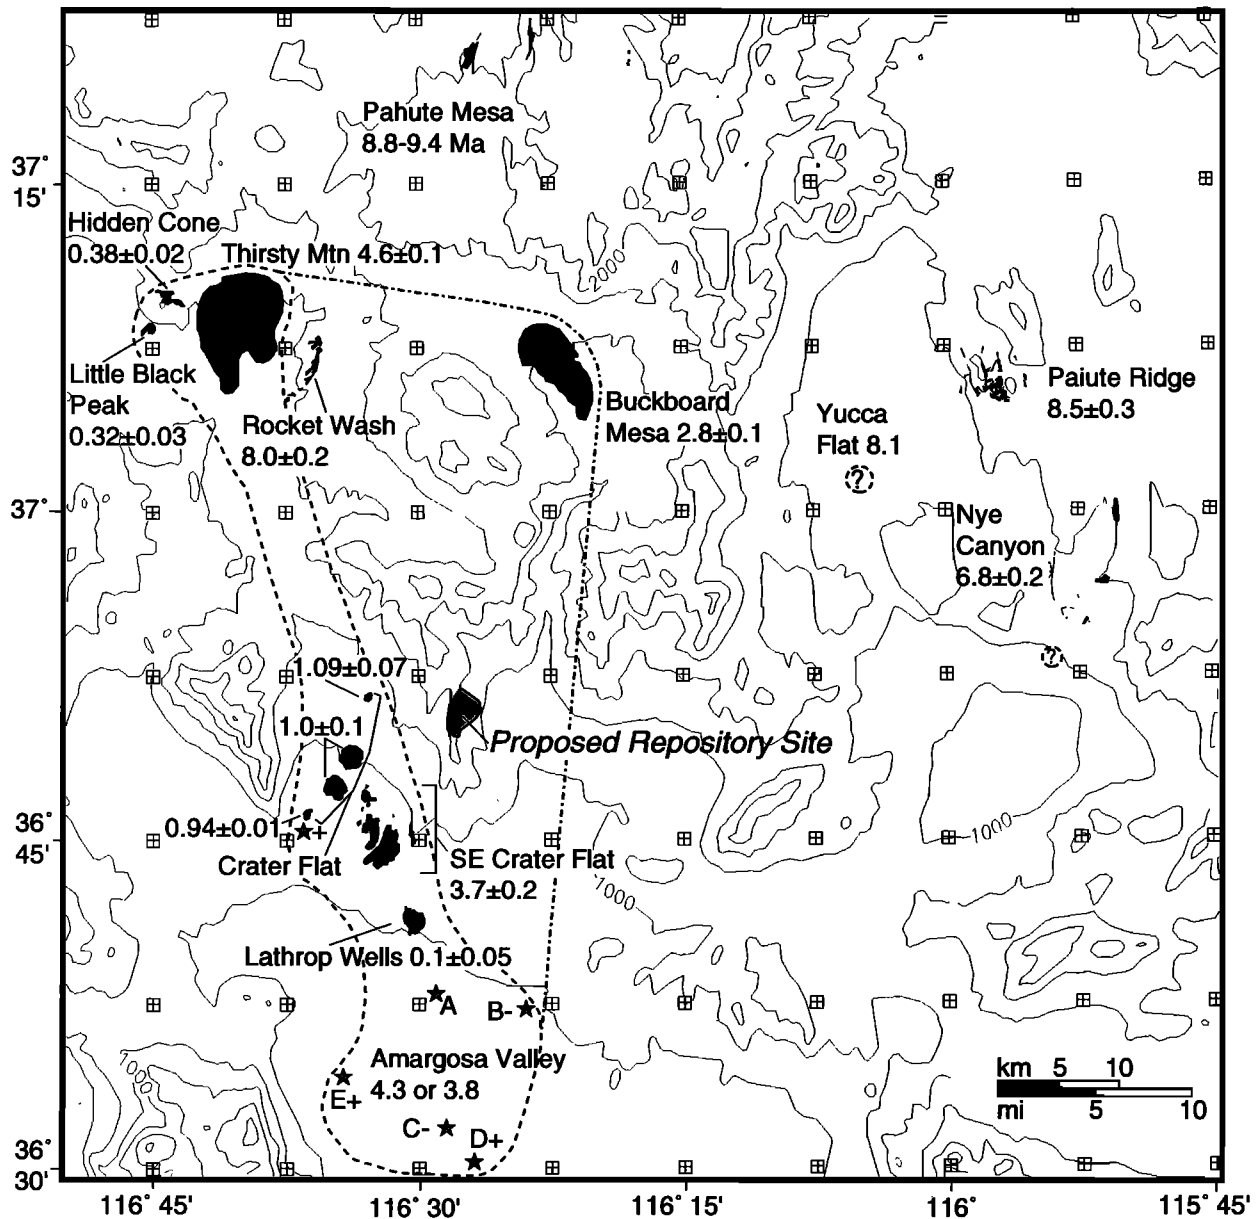 Pahute Mesa
8.8-9.4 Ma
37°
15'
Hidden Cone
0.38±0.02
Thirsty Mtn 4.6±0.1
2000
Little Black
Peak
0.32±0.03
Rocket Wash
8.0±0.2
Buckboard
Mesa 2.8±0.1
Yucca
Flat 8.1
?
Paiute Ridge
8.5±0.3
37°
Nye
Canyon
6.8±0.2
?
1.09±0.07
1.0±0.1
Proposed Repository Site
0.94±0.01
+
+
Crater Flat
36°
45'
1000
SE Crater Flat
3.7±0.2
1000
Lathrop Wells 0.1±0.05
A
B-
Amargosa Valley
4.3 or 3.8
E+
C-
D+
1000
km 5 10
mi 5 10
36°
30'
116° 45'
116° 30'
116° 15'
116°
115° 45'